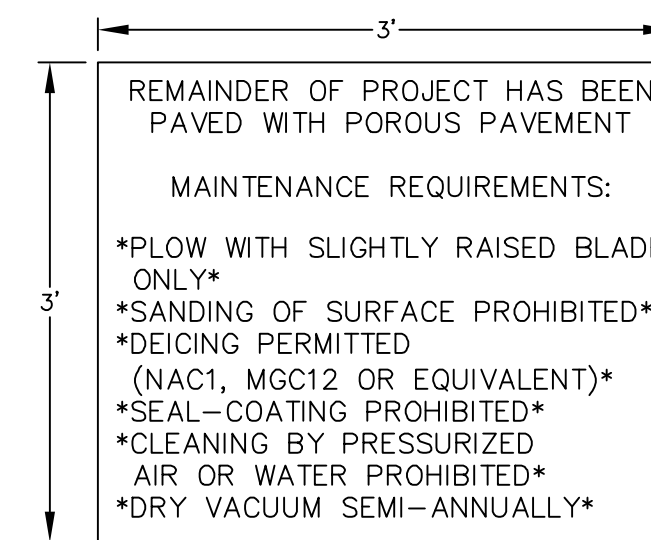 3'
REMAINDER OF PROJECT HAS BEEN
PAVED WITH POROUS PAVEMENT
MAINTENANCE REQUIREMENTS:
*PLOW WITH SLIGHTLY RAISED BLADE
ONLY*
3'
*SANDING OF SURFACE PROHIBITED*
*DEICING PERMITTED
(NAC1, MGC12 OR EQUIVALENT)*
*SEAL-COATING PROHIBITED*
*CLEANING BY PRESSURIZED
AIR OR WATER PROHIBITED*
*DRY VACUUM SEMI-ANNUALLY*